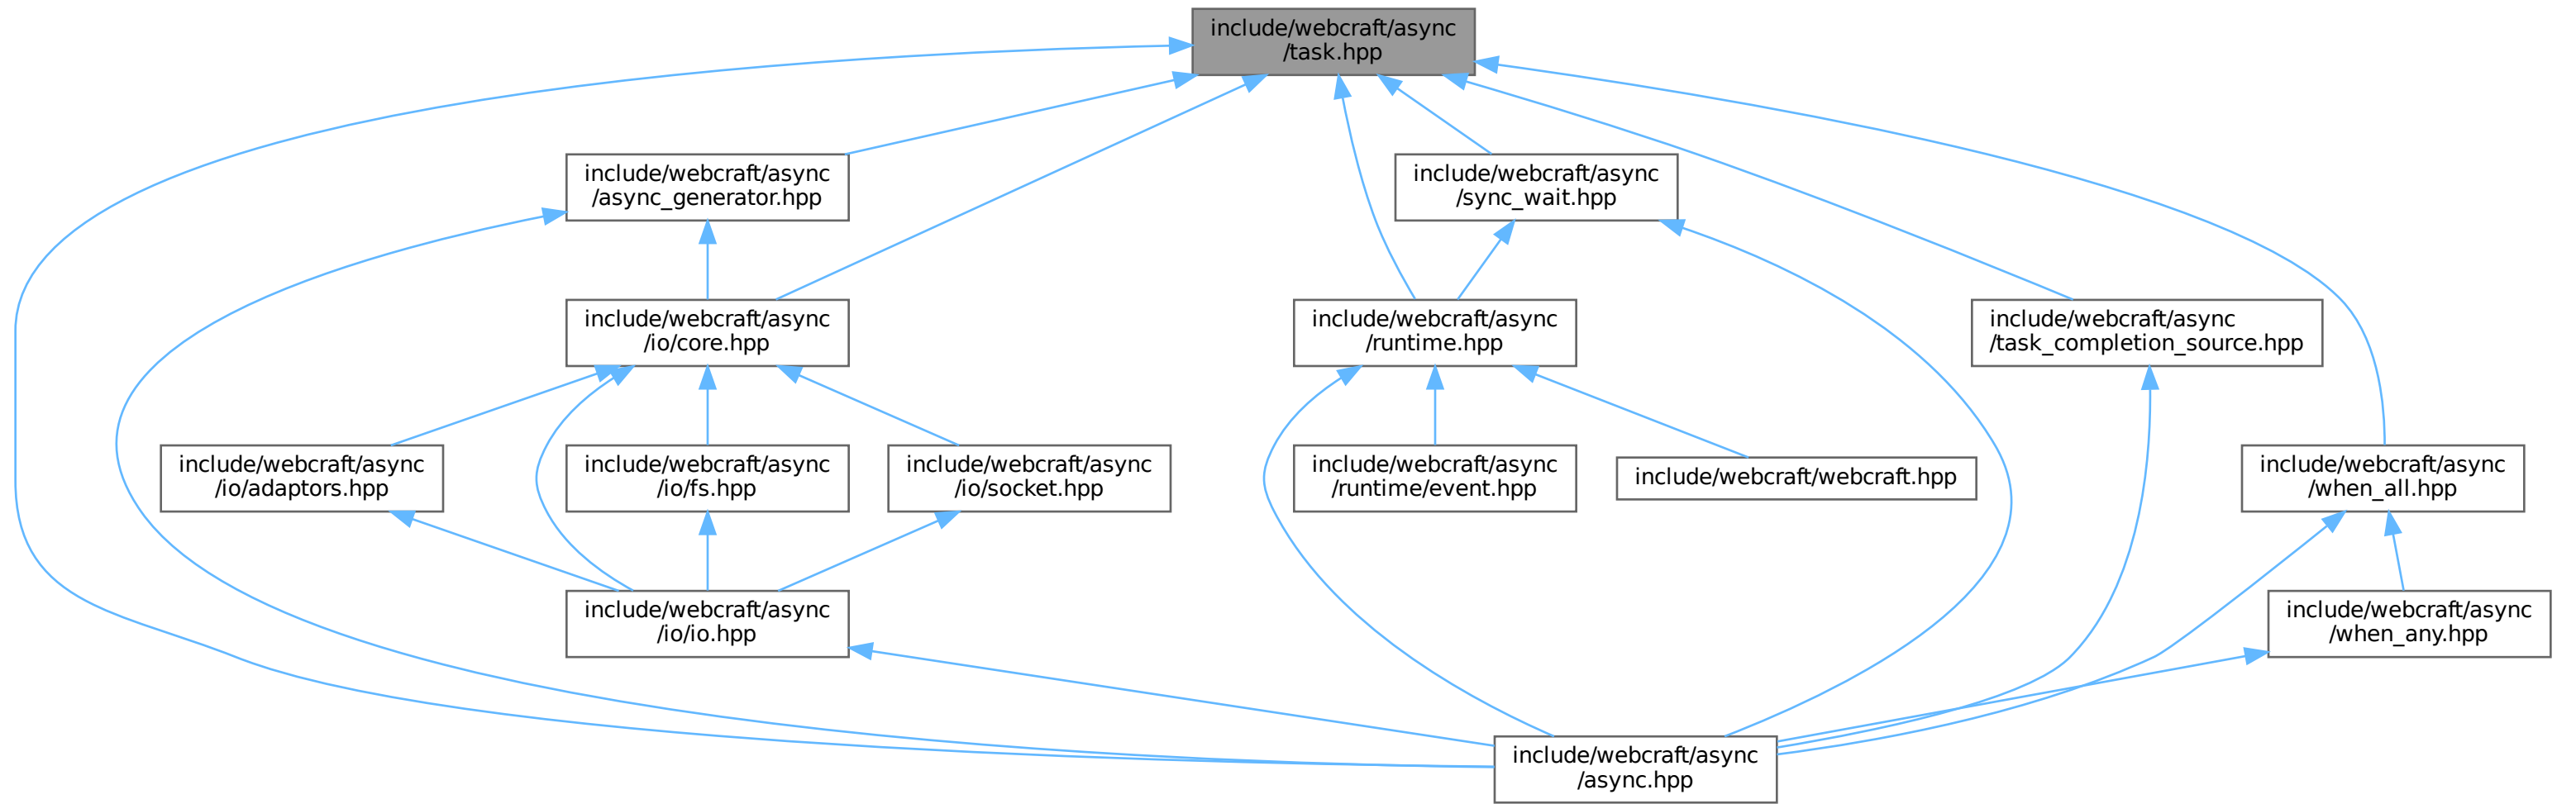 include/webcraft/async
/task.hpp
include/webcraft/async
/async_generator.hpp
include/webcraft/async
/sync_wait.hpp
include/webcraft/async
/io/core.hpp
include/webcraft/async
/runtime.hpp
include/webcraft/async
/task_completion_source.hpp
include/webcraft/async
/io/adaptors.hpp
include/webcraft/async
/io/fs.hpp
include/webcraft/async
/io/socket.hpp
include/webcraft/async
/runtime/event.hpp
include/webcraft/webcraft.hpp
include/webcraft/async
/when_all.hpp
include/webcraft/async
/io/io.hpp
include/webcraft/async
/when_any.hpp
include/webcraft/async
/async.hpp